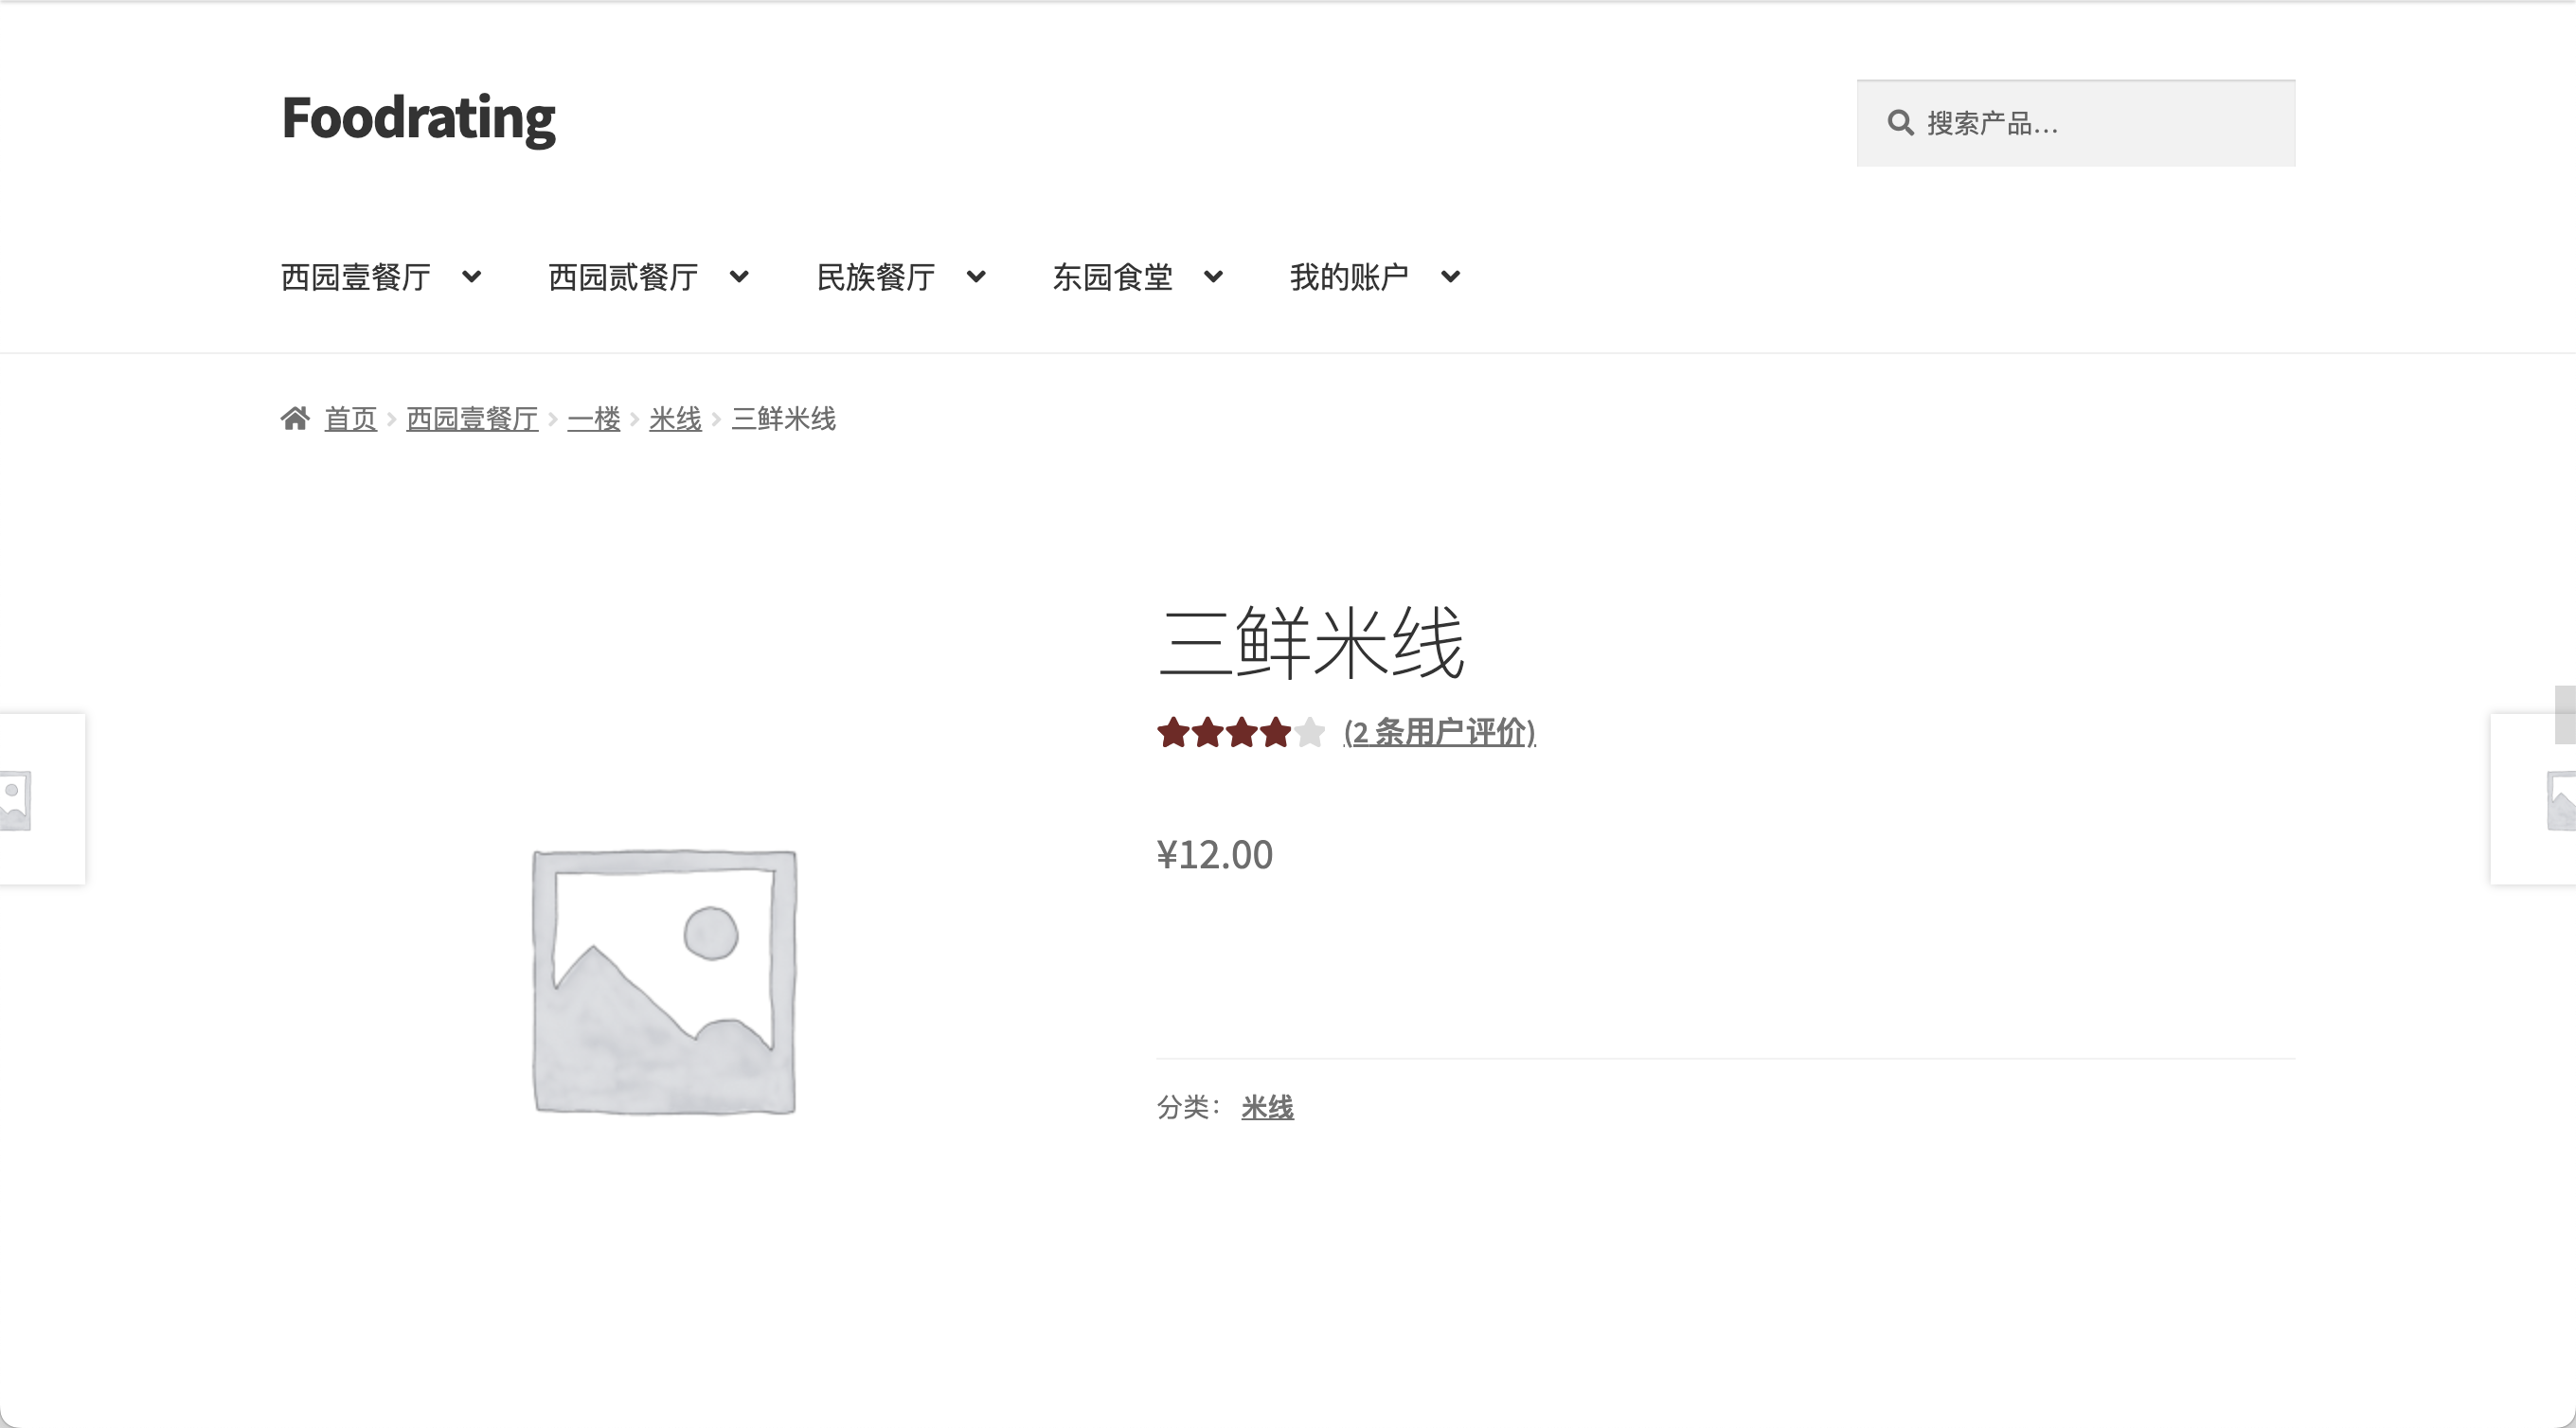 Foodrating
搜索产品…
西园壹餐厅 西园贰餐厅 民族餐厅 东园食堂 我的账户
首页 西园壹餐厅 一楼 米线 三鲜米线
三鲜米线
(2 条用户评价)
¥12.00
分类： 米线